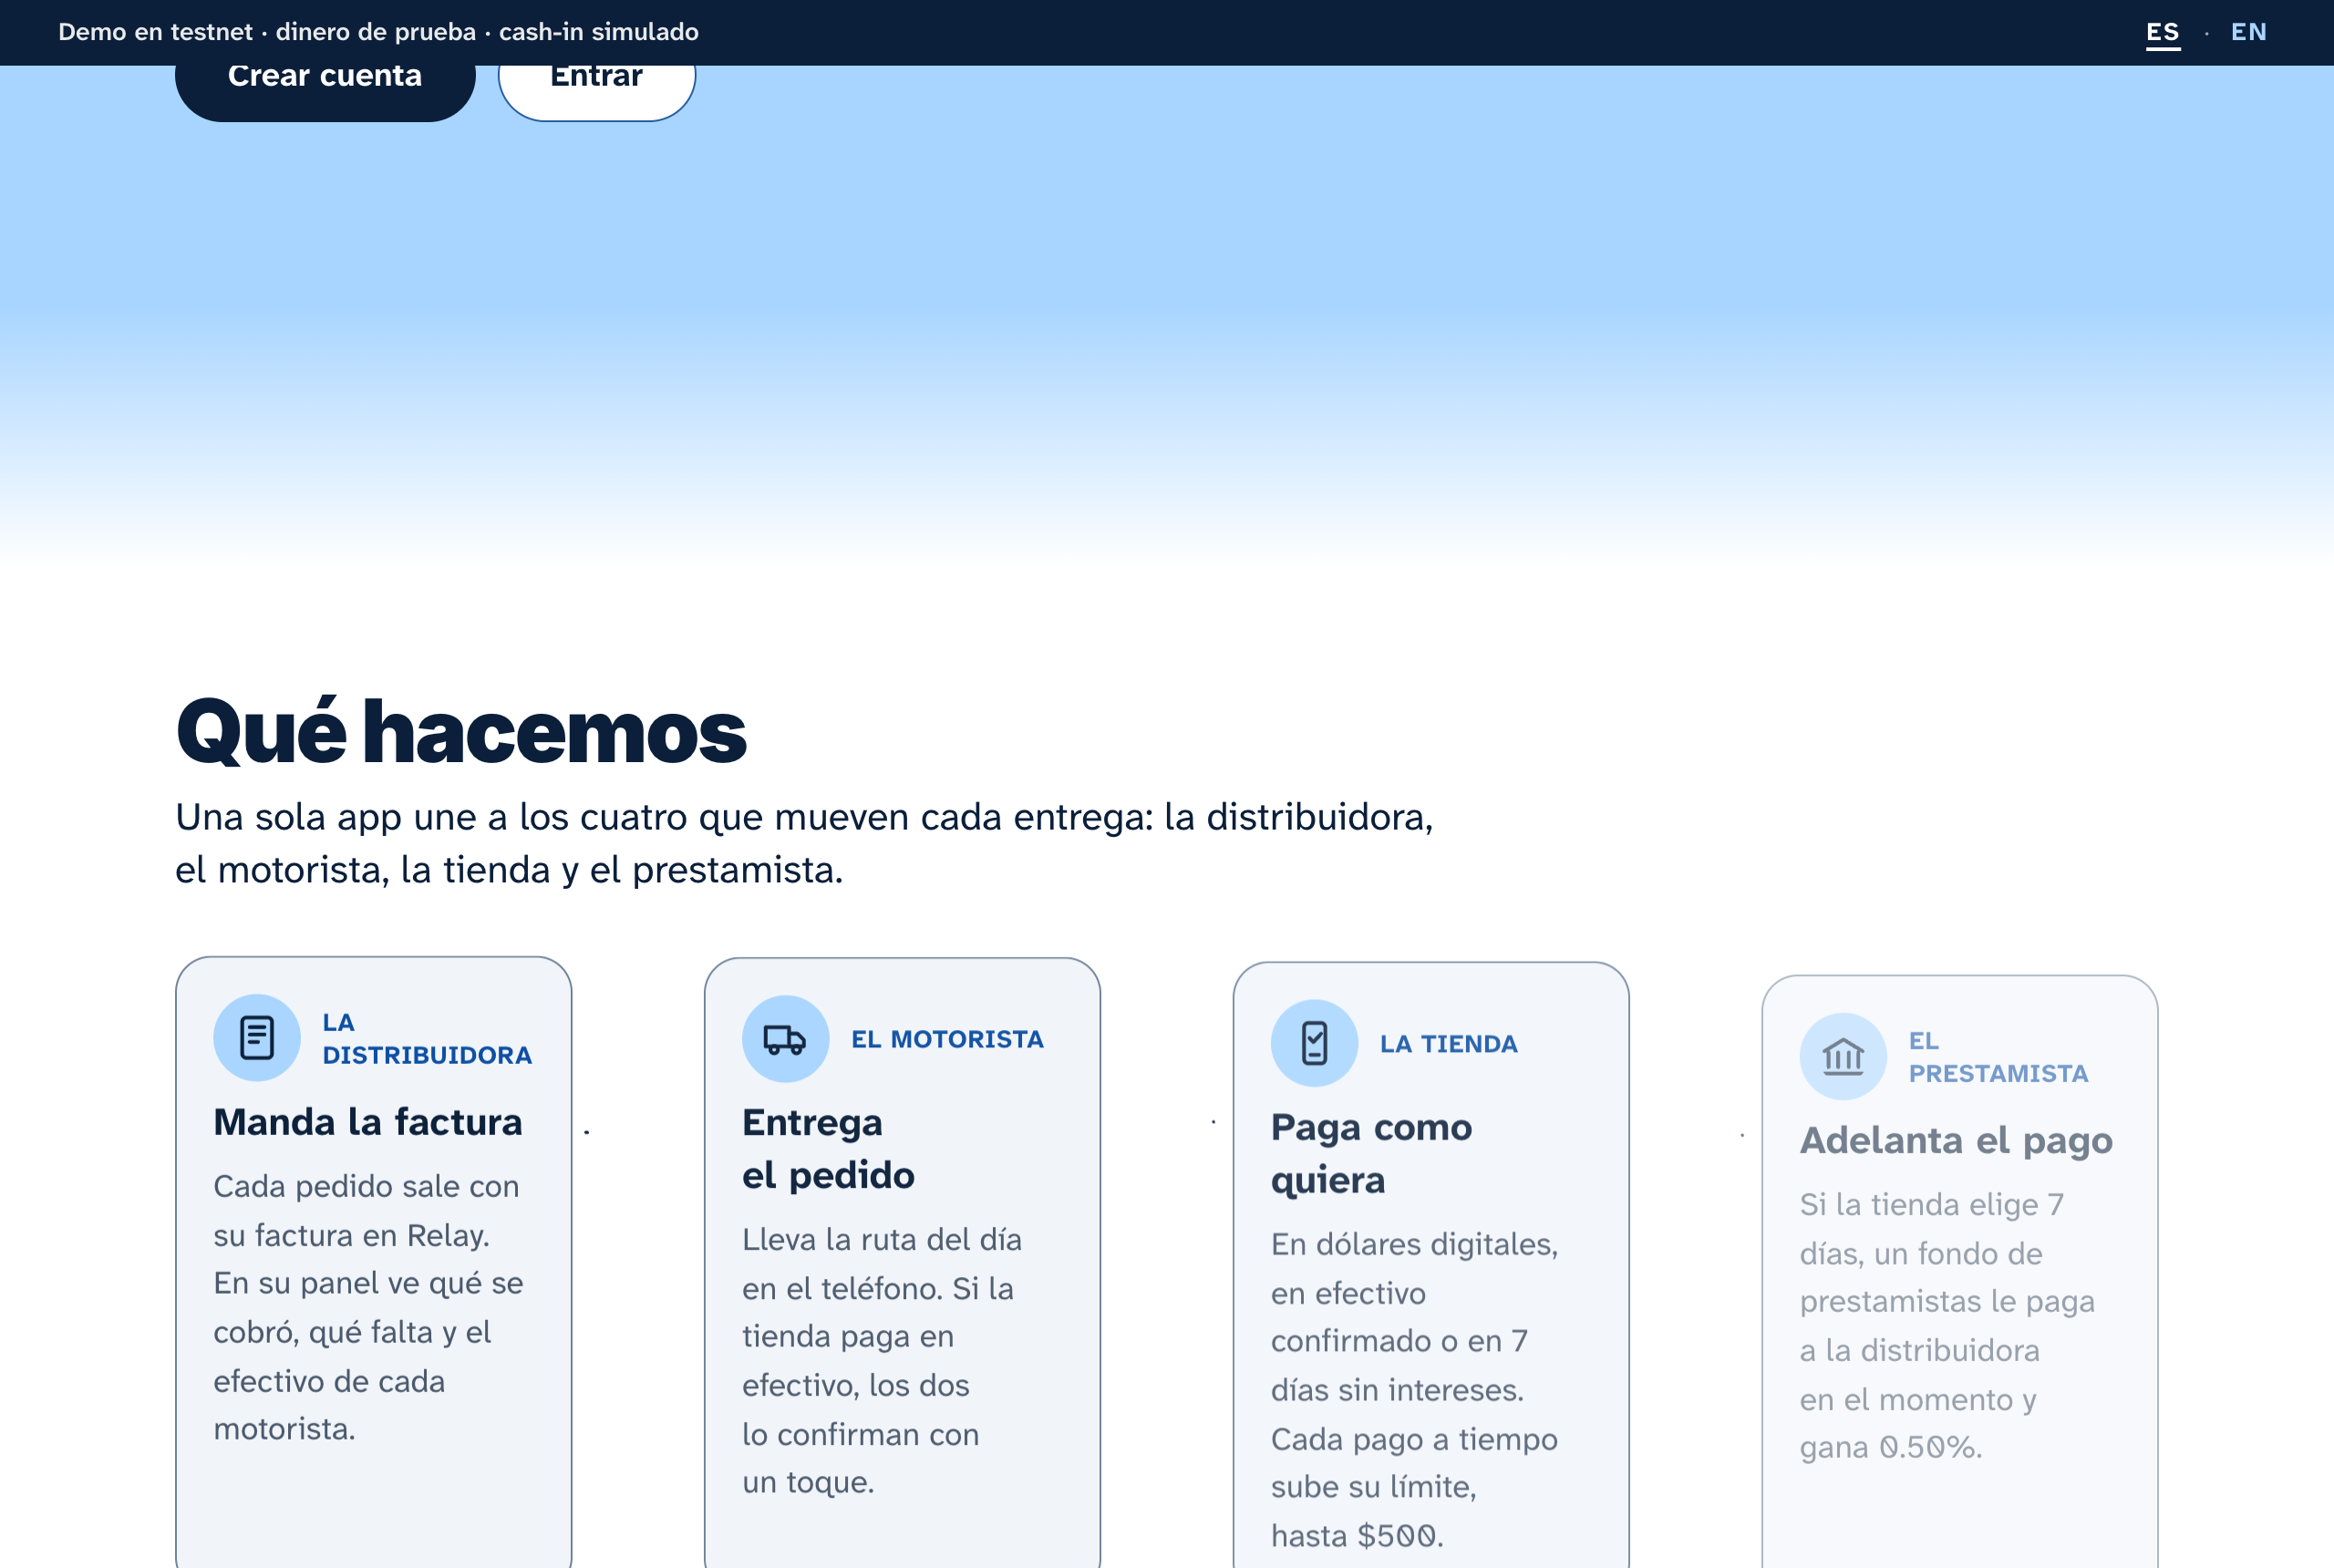 Demo en testnet · dinero de prueba · cash-in simulado
ES · EN
Crear cuenta
Entrar
Qué hacemos
Una sola app une a los cuatro que mueven cada entrega: la distribuidora,
el motorista, la tienda y el prestamista.
LA
DISTRIBUIDORA
Manda la factura
Cada pedido sale con
su factura en Relay.
En su panel ve qué se
cobró, qué falta y el
efectivo de cada
motorista.
EL MOTORISTA
Entrega
el pedido
Lleva la ruta del día
en el teléfono. Si la
tienda paga en
efectivo, los dos
lo confirman con
un toque.
LA TIENDA
Paga como
quiera
En dólares digitales,
en efectivo
confirmado o en 7
días sin intereses.
Cada pago a tiempo
sube su límite,
hasta $500.
EL
PRESTAMISTA
Adelanta el pago
Si la tienda elige 7
días, un fondo de
prestamistas le paga
a la distribuidora
en el momento y
gana 0.50%.